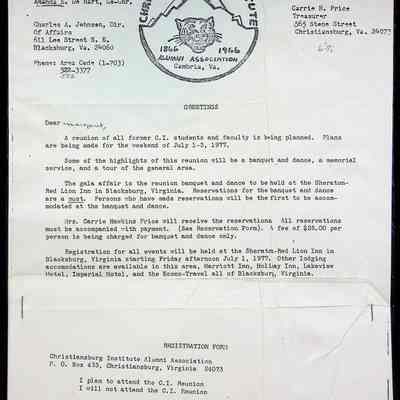 De Hart, Co-Chr.
Charles A. Johnson, Dir.
Of Affairs
611 Lee Street S. E.
Blacksburg, Va. 24060
Phone: Area Code (1-703)
552-3377
Carrie H. Price
Treasurer
565 Stone Street
Christiansburg, Va. 24073
1866 1966
ALUMNI ASSOCIATION
Cambria, Va.
GREETINGS
Dear
A reunion of all former C.I. students and faculty is being planned. Plans
are being made for the weekend of July 1-3, 1977.
Some of the highlights of this reunion will be a banquet and dance, a memorial
service, and a tour of the general area.
The gala affair is the reunion banquet and dance to be held at the Sheraton-
Red Lion Inn in Blacksburg, Virginia. Reservations for the banquet and dance
are a must. Persons who have made reservations will be the first to be accom-
odated at the banquet and dance.
Mrs. Carrie Hawkins Price will receive the reservations All reservations
must be accompanied with payment. (See Reservation Form). A fee of $25.00 per
person is being charged for banquet and dance only.
Registration for all events will be held at the Sheraton-Red Lion Inn in
Blacksburg, Virginia starting Friday afternoon July 1, 1977. Other lodging
accomodations are available in this area, Marriott Inn, Holiday Inn, Lakeview
Motel, Imperial Motel, and the Econo-Travel all of Blacksburg, Virginia.
REGISTRATION FORM
Christiansburg Institute Alumni Association
P. O. Box 433, Christiansburg, Virginia 24073
I plan to attend the C.I. Reunion
I will not attend the C.I. Reunion